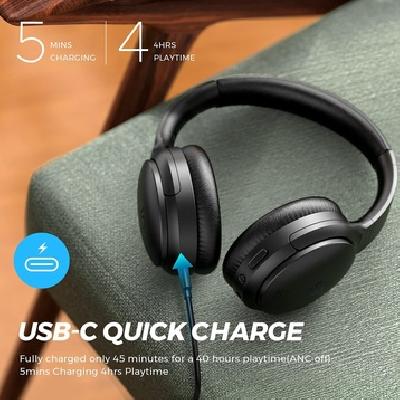 5 MINS CHARGING | 4 4HRS PLAYTIME
USB-C QUICK CHARGE
Fully charged only 45 minutes for a 40 hours playtime(ANC off)
5mins Charging 4hrs Playtime